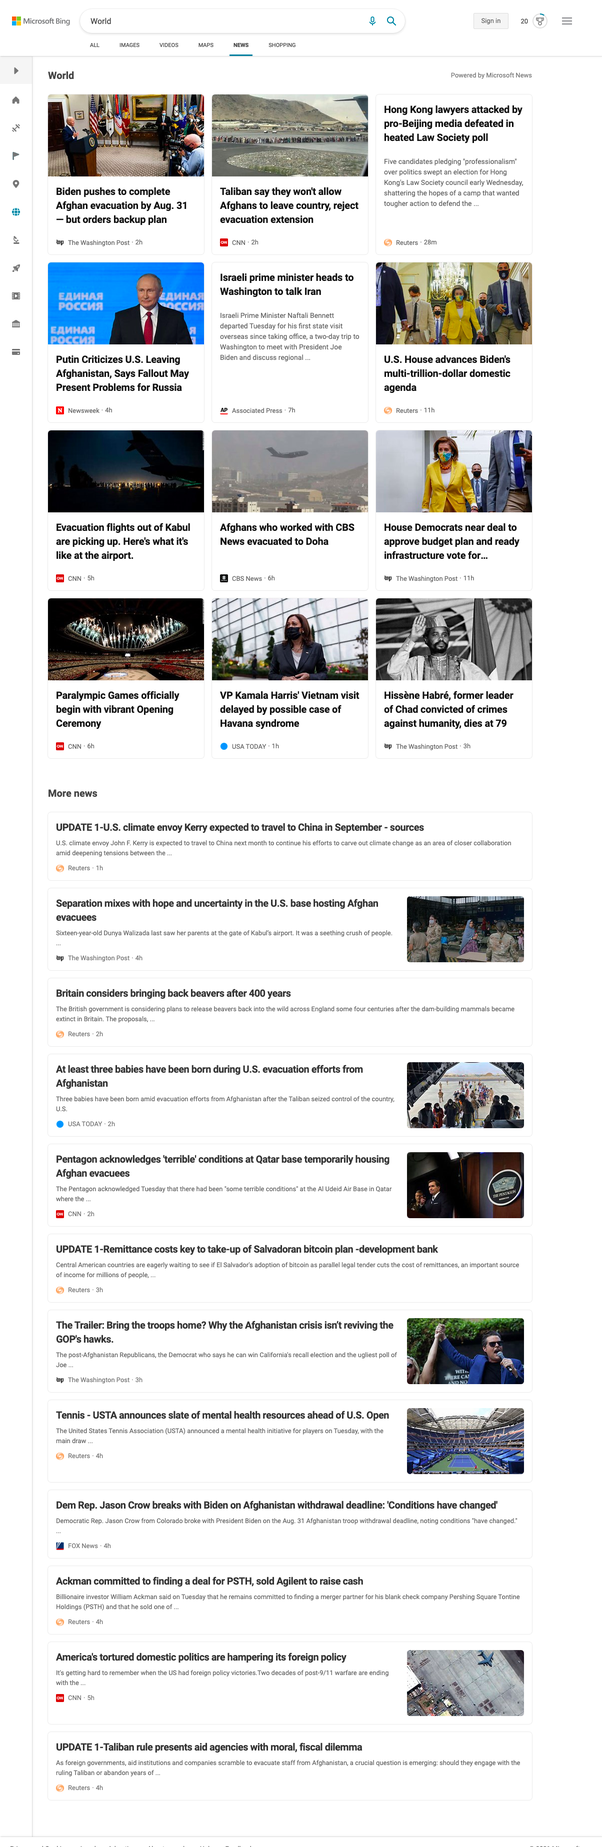 Microsoft Bing
World
Sign in
20
ALL
IMAGES
VIDEOS
MAPS
NEWS
SHOPPING
World
Powered by Microsoft News
Biden pushes to complete
Afghan evacuation by Aug. 31
— but orders backup plan
wp The Washington Post · 2h
Taliban say they won't allow
Afghans to leave country, reject
evacuation extension
CNN CNN · 2h
Hong Kong lawyers attacked by
pro-Beijing media defeated in
heated Law Society poll
Five candidates pledging "professionalism"
over politics swept an election for Hong
Kong's Law Society council early Wednesday,
shattering the hopes of a camp that wanted
tougher action to defend the ...
Reuters · 28m
ЕДИНАЯ
РОССИЯ
ЕДИНАЯ
РОССИЯ
Putin Criticizes U.S. Leaving
Afghanistan, Says Fallout May
Present Problems for Russia
N Newsweek · 4h
Israeli prime minister heads to
Washington to talk Iran
Israeli Prime Minister Naftali Bennett
departed Tuesday for his first state visit
overseas since taking office, a two-day trip to
Washington to meet with President Joe
Biden and discuss regional ...
AP Associated Press · 7h
U.S. House advances Biden's
multi-trillion-dollar domestic
agenda
Reuters · 11h
Evacuation flights out of Kabul
are picking up. Here's what it's
like at the airport.
CNN CNN · 5h
Afghans who worked with CBS
News evacuated to Doha
CBS News · 6h
House Democrats near deal to
approve budget plan and ready
infrastructure vote for...
wp The Washington Post · 11h
Paralympic Games officially
begin with vibrant Opening
Ceremony
CNN CNN · 6h
VP Kamala Harris' Vietnam visit
delayed by possible case of
Havana syndrome
USA TODAY · 1h
Hissène Habré, former leader
of Chad convicted of crimes
against humanity, dies at 79
wp The Washington Post · 3h
More news
UPDATE 1-U.S. climate envoy Kerry expected to travel to China in September - sources
U.S. climate envoy John F. Kerry is expected to travel to China next month to continue his efforts to carve out climate change as an area of closer collaboration
amid deepening tensions between the ...
Reuters · 1h
Separation mixes with hope and uncertainty in the U.S. base hosting Afghan
evacuees
Sixteen-year-old Dunya Walizada last saw her parents at the gate of Kabul's airport. It was a seething crush of people.
...
wp The Washington Post · 4h
Britain considers bringing back beavers after 400 years
The British government is considering plans to release beavers back into the wild across England some four centuries after the dam-building mammals became
extinct in Britain. The proposals, ...
Reuters · 2h
At least three babies have been born during U.S. evacuation efforts from
Afghanistan
Three babies have been born amid evacuation efforts from Afghanistan after the Taliban seized control of the country,
U.S.
USA TODAY · 2h
Pentagon acknowledges 'terrible' conditions at Qatar base temporarily housing
Afghan evacuees
The Pentagon acknowledged Tuesday that there had been "some terrible conditions" at the Al Udeid Air Base in Qatar
where the ...
CNN CNN · 2h
UPDATE 1-Remittance costs key to take-up of Salvadoran bitcoin plan -development bank
Central American countries are eagerly waiting to see if El Salvador's adoption of bitcoin as parallel legal tender cuts the cost of remittances, an important source
of income for millions of people, ...
Reuters · 3h
The Trailer: Bring the troops home? Why the Afghanistan crisis isn't reviving the
GOP's hawks.
The post-Afghanistan Republicans, the Democrat who says he can win California's recall election and the ugliest poll of
Joe ...
wp The Washington Post · 3h
Tennis - USTA announces slate of mental health resources ahead of U.S. Open
The United States Tennis Association (USTA) announced a mental health initiative for players on Tuesday, with the
main draw ...
Reuters · 4h
Dem Rep. Jason Crow breaks with Biden on Afghanistan withdrawal deadline: 'Conditions have changed'
Democratic Rep. Jason Crow from Colorado broke with President Biden on the Aug. 31 Afghanistan troop withdrawal deadline, noting conditions "have changed."
...
FOX News · 4h
Ackman committed to finding a deal for PSTH, sold Agilent to raise cash
Billionaire investor William Ackman said on Tuesday that he remains committed to finding a merger partner for his blank check company Pershing Square Tontine
Holdings (PSTH) and that he sold one of ...
Reuters · 4h
America's tortured domestic politics are hampering its foreign policy
It's getting hard to remember when the US had foreign policy victories.Two decades of post-9/11 warfare are ending
with the ...
CNN CNN · 5h
UPDATE 1-Taliban rule presents aid agencies with moral, fiscal dilemma
As foreign governments, aid institutions and companies scramble to evacuate staff from Afghanistan, a crucial question is emerging: should they engage with the
ruling Taliban or abandon years of ...
Reuters · 4h